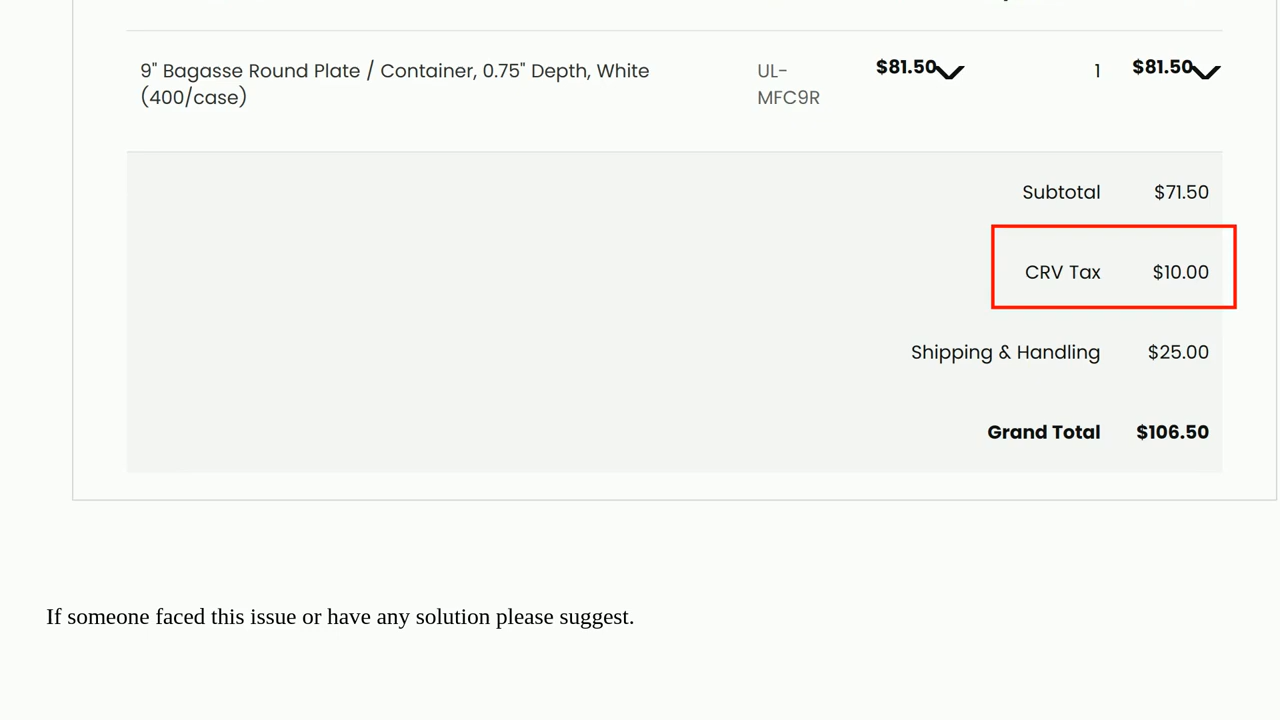 9" Bagasse Round Plate / Container, 0.75" Depth, White
(400/case)
UL-
MFC9R
$81.50
1
$81.50
Subtotal $71.50
CRV Tax $10.00
Shipping & Handling $25.00
Grand Total $106.50
If someone faced this issue or have any solution please suggest.